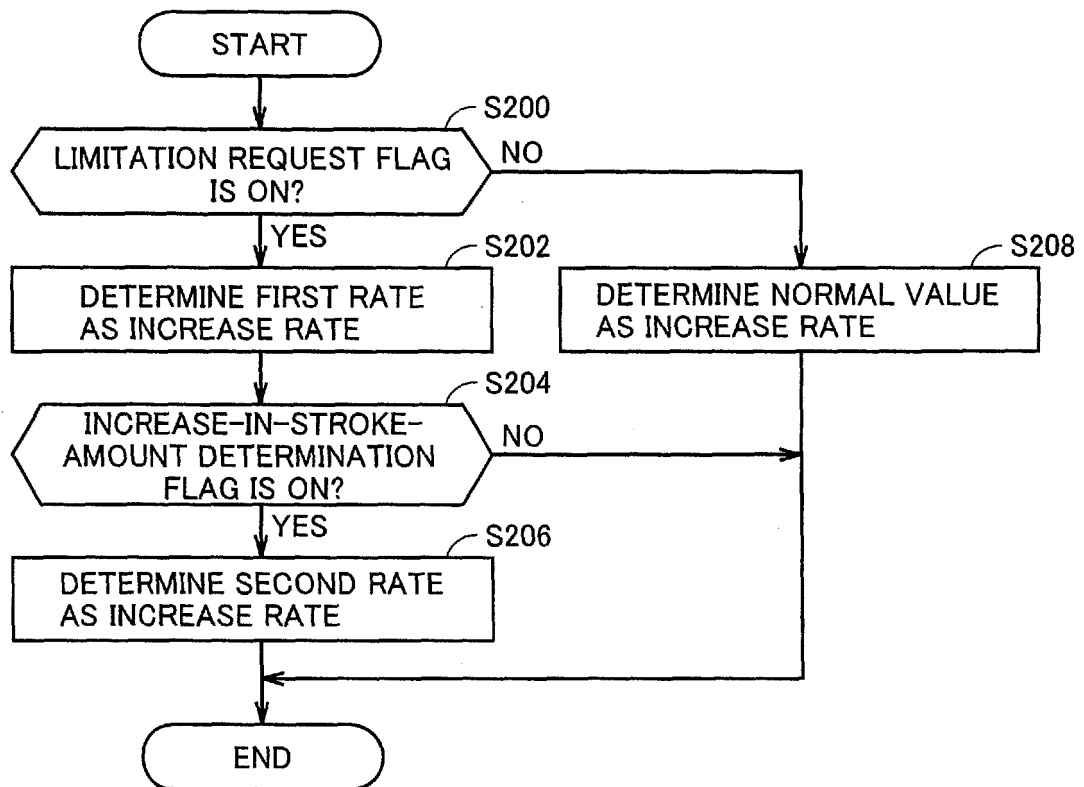 START
S200
LIMITATION REQUEST FLAG
IS ON?
NO
YES
S202
DETERMINE FIRST RATE
AS INCREASE RATE
S208
DETERMINE NORMAL VALUE
AS INCREASE RATE
S204
INCREASE-IN-STROKE-
AMOUNT DETERMINATION
FLAG IS ON?
NO
YES
S206
DETERMINE SECOND RATE
AS INCREASE RATE
END